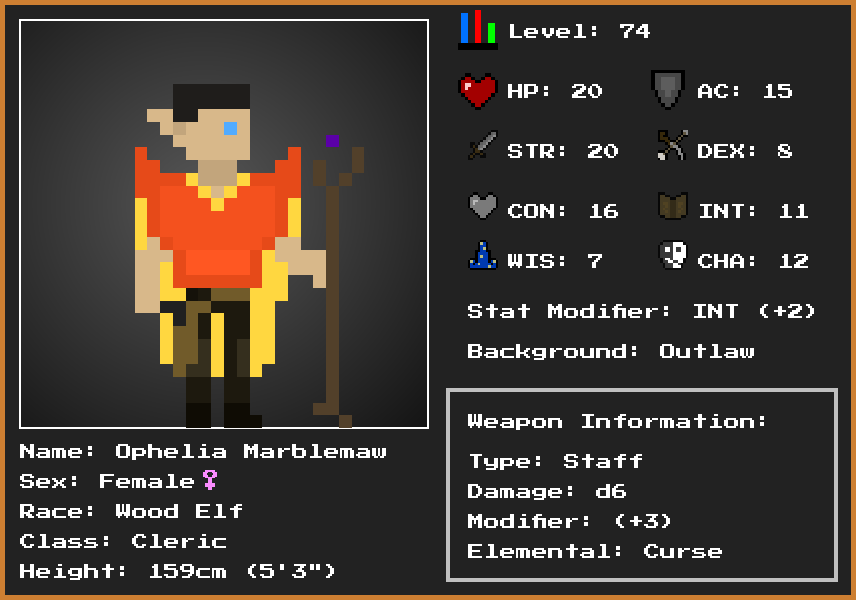 Level: 74
HP: 20 AC: 15
STR: 20 DEX: 8
CON: 16 INT: 11
WIS: 7 CHA: 12
Stat Modifier: INT (+2)
Background: Outlaw
Weapon Information:
Type: Staff
Damage: d6
Modifier: (+3)
Elemental: Curse
Name: Ophelia Marblemaw
Sex: Female♀
Race: Wood Elf
Class: Cleric
Height: 159cm (5'3")